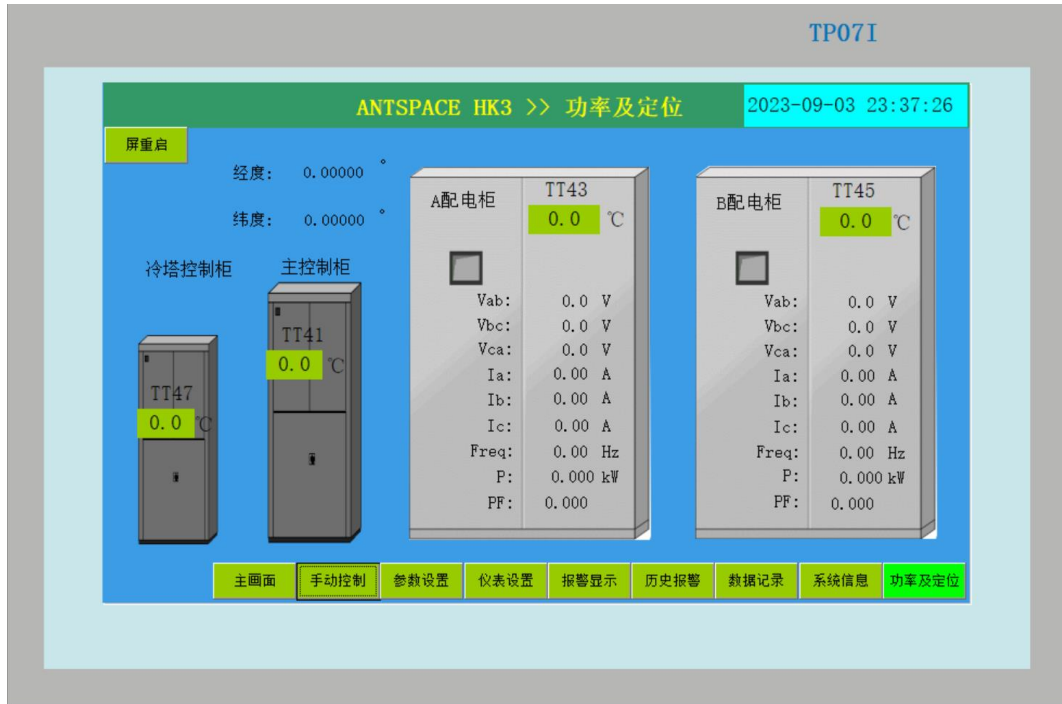 TP07I
ANTSPACE HK3 >> 功率及定位
2023-09-03 23:37:26
屏重启
经度: 0.00000 °
纬度: 0.00000 °
冷塔控制柜
主控制柜
TT47
0.0 ℃
TT41
0.0 ℃
A配电柜
TT43
0.0 ℃
Vab: 0.0 V
Vbc: 0.0 V
Vca: 0.0 V
Ia: 0.00 A
Ib: 0.00 A
Ic: 0.00 A
Freq: 0.00 Hz
P: 0.000 kW
PF: 0.000
B配电柜
TT45
0.0 ℃
Vab: 0.0 V
Vbc: 0.0 V
Vca: 0.0 V
Ia: 0.00 A
Ib: 0.00 A
Ic: 0.00 A
Freq: 0.00 Hz
P: 0.000 kW
PF: 0.000
主画面 手动控制 参数设置 仪表设置 报警显示 历史报警 数据记录 系统信息 功率及定位